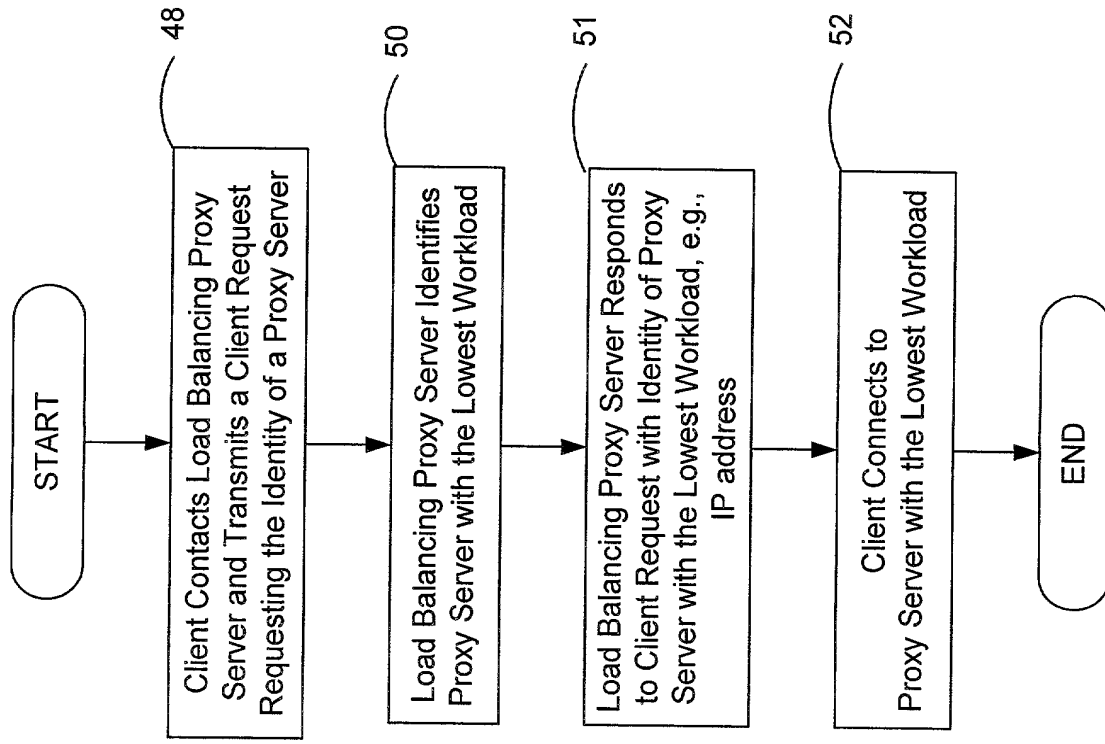 START
Client Contacts Load Balancing Proxy
Server and Transmits a Client Request
Requesting the Identity of a Proxy Server
48
Load Balancing Proxy Server Identifies
Proxy Server with the Lowest Workload
50
Load Balancing Proxy Server Responds
to Client Request with Identity of Proxy
Server with the Lowest Workload, e.g.,
IP address
51
Client Connects to
Proxy Server with the Lowest Workload
52
END